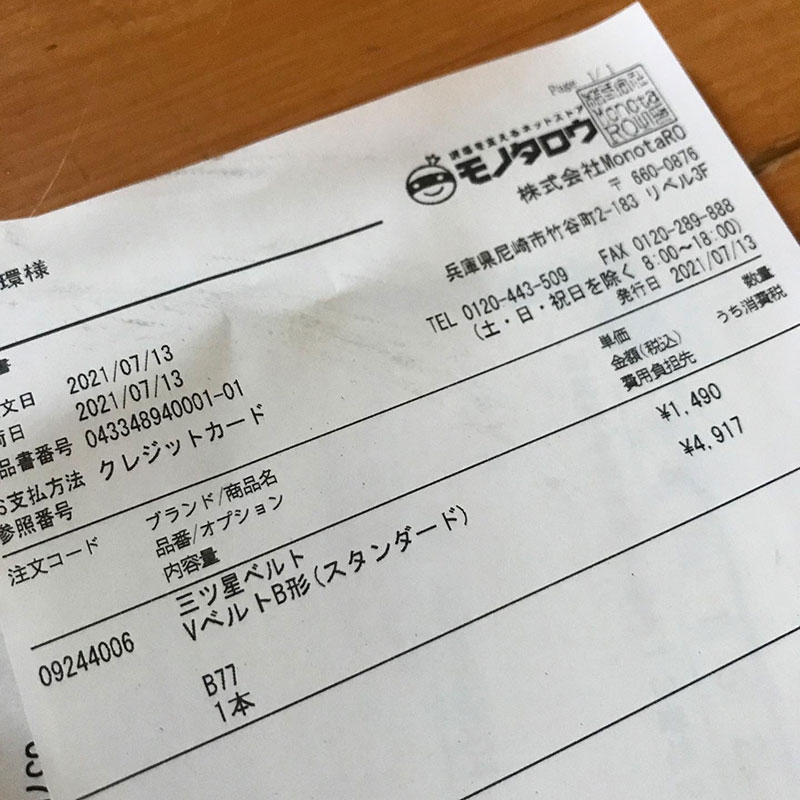 Page 1/ 1
現場を支えるネットストア
モノタロウ
Monota
RO
株式会社MonotaRO
〒 660-0876
兵庫県尼崎市竹谷町2-183 リベル3F
TEL 0120-443-509 FAX 0120-289-888
(土・日・祝日を除く 8:00~18:00)
発行日 2021/07/13
環様
書
文日 2021/07/13
荷日 2021/07/13
品書番号 043348940001-01
支払方法 クレジットカード
参照番号
注文コード
ブランド/商品名
品番/オプション
内容量
単価
金額(税込)
費用負担先
数量
うち消費税
¥1,490
¥4,917
09244006
三ツ星ベルト
VベルトB形(スタンダード)
B77
1本